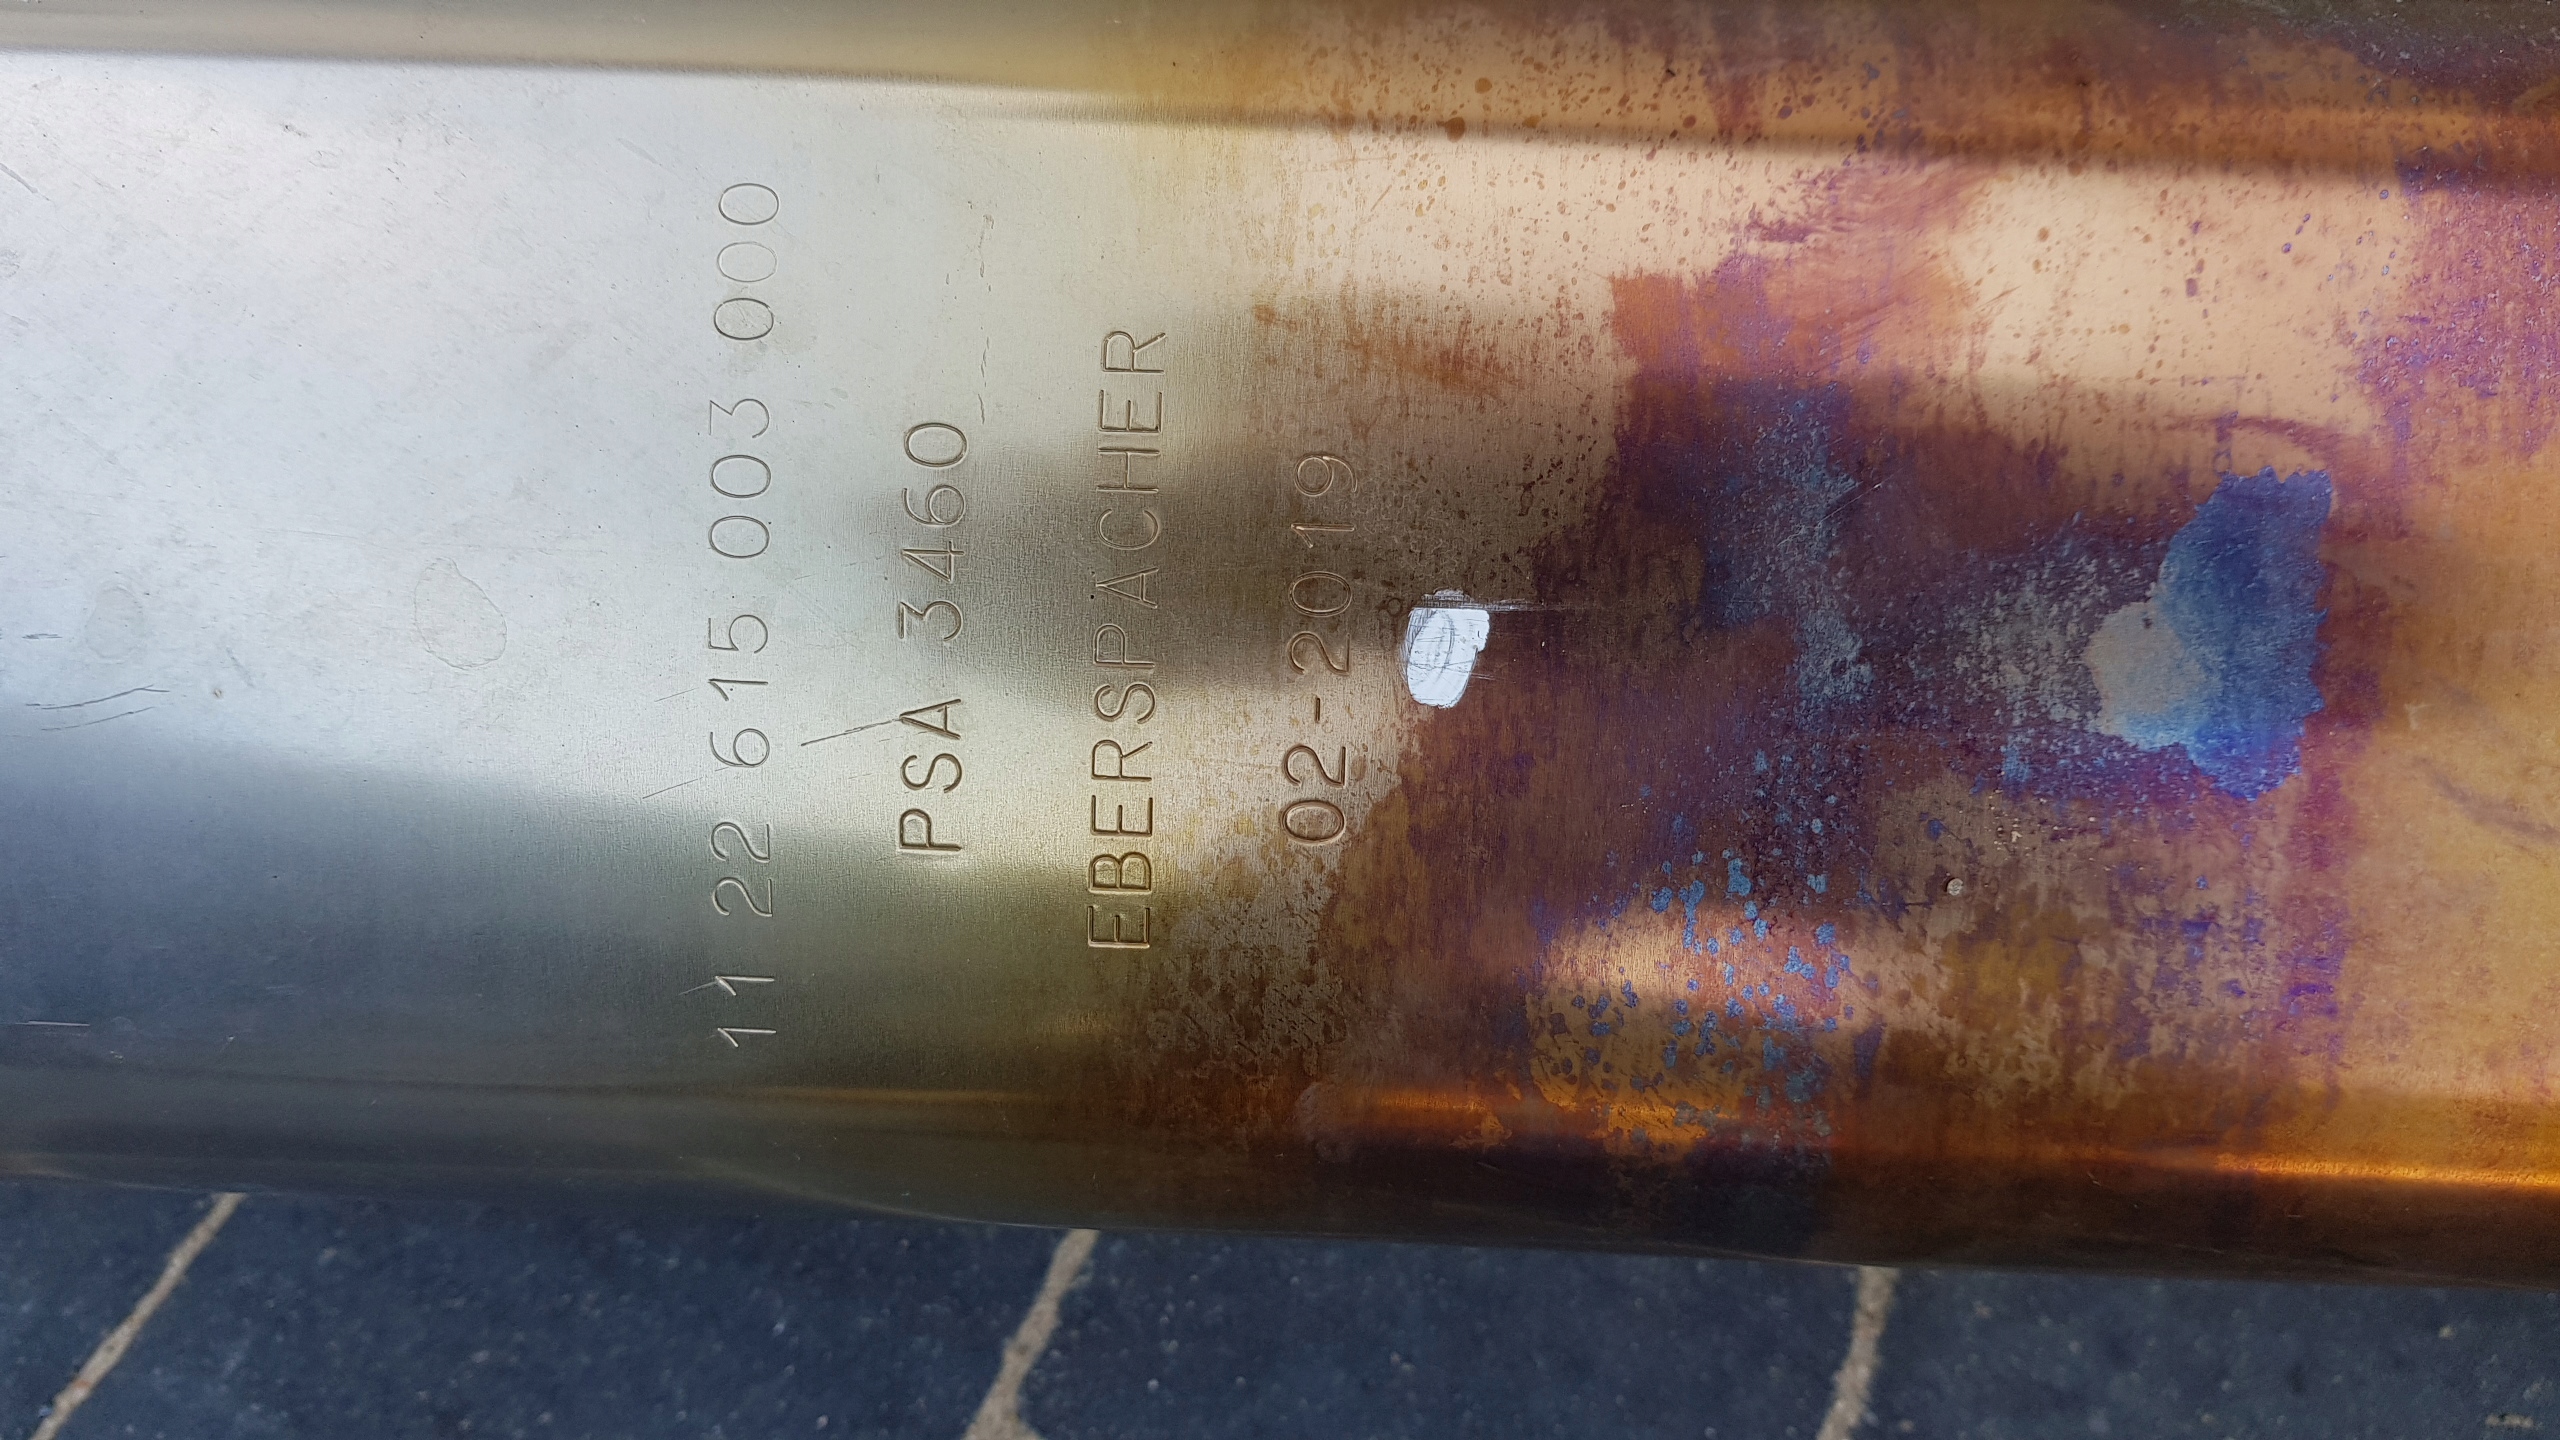 11 22 615 003 000
PSA 3460
EBERSPÄCHER
02-2019